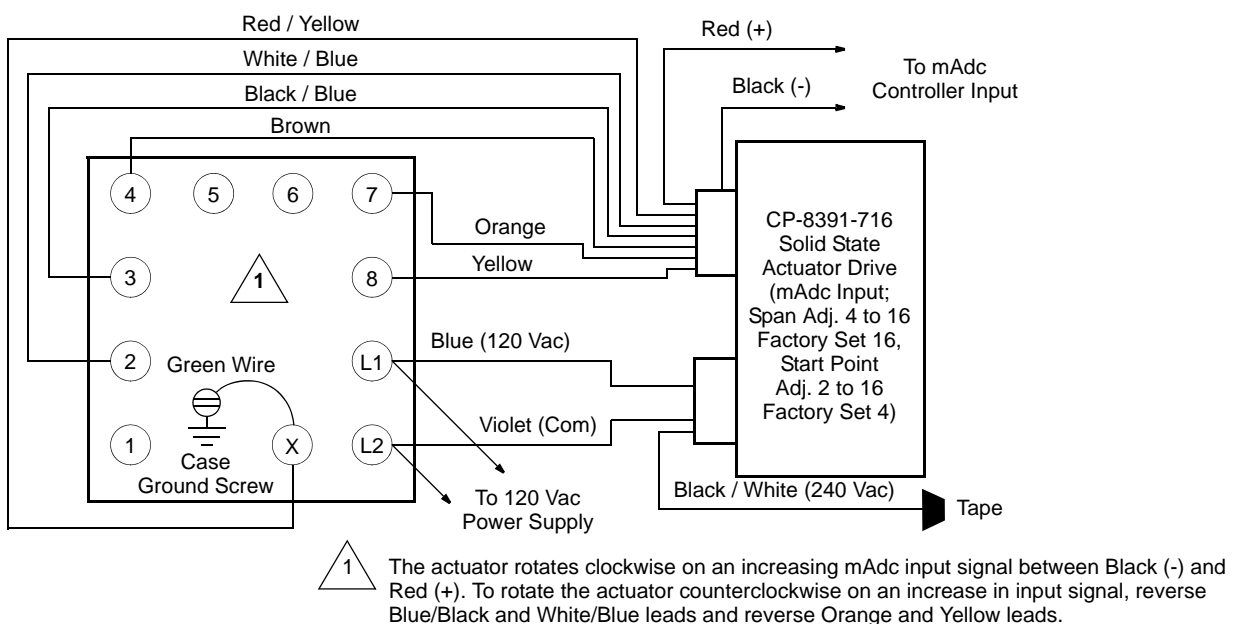 Red / Yellow
White / Blue
Black / Blue
Brown
Red (+)
Black (-)
To mAdc
Controller Input
4
5
6
7
3
1
8
2
Green Wire
L1
1
Case
Ground Screw
X
L2
Orange
Yellow
Blue (120 Vac)
Violet (Com)
To 120 Vac
Power Supply
CP-8391-716
Solid State
Actuator Drive
(mAdc Input;
Span Adj. 4 to 16
Factory Set 16,
Start Point
Adj. 2 to 16
Factory Set 4)
Black / White (240 Vac)
Tape
1
The actuator rotates clockwise on an increasing mAdc input signal between Black (-) and
Red (+). To rotate the actuator counterclockwise on an increase in input signal, reverse
Blue/Black and White/Blue leads and reverse Orange and Yellow leads.